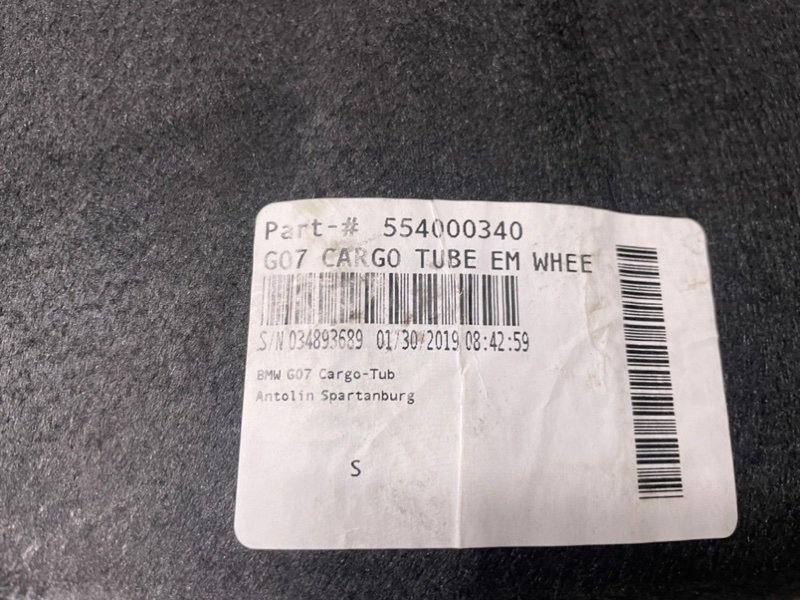 Part-# 554000340
G07 CARGO TUBE EM WHEE
S/N 034893689 01/30/2019 08:42:59
BMW G07 Cargo-Tub
Antolin Spartanburg
S